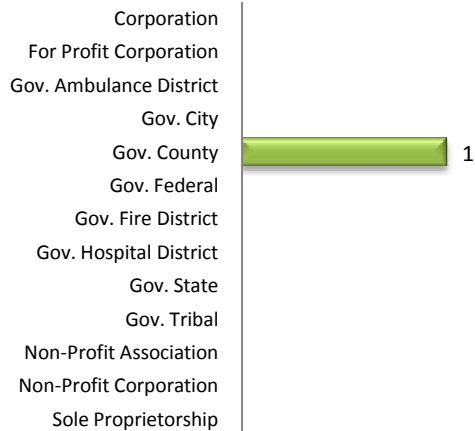 Corporation
For Profit Corporation
Gov. Ambulance District
Gov. City
Gov. County 1
Gov. Federal
Gov. Fire District
Gov. Hospital District
Gov. State
Gov. Tribal
Non-Profit Association
Non-Profit Corporation
Sole Proprietorship